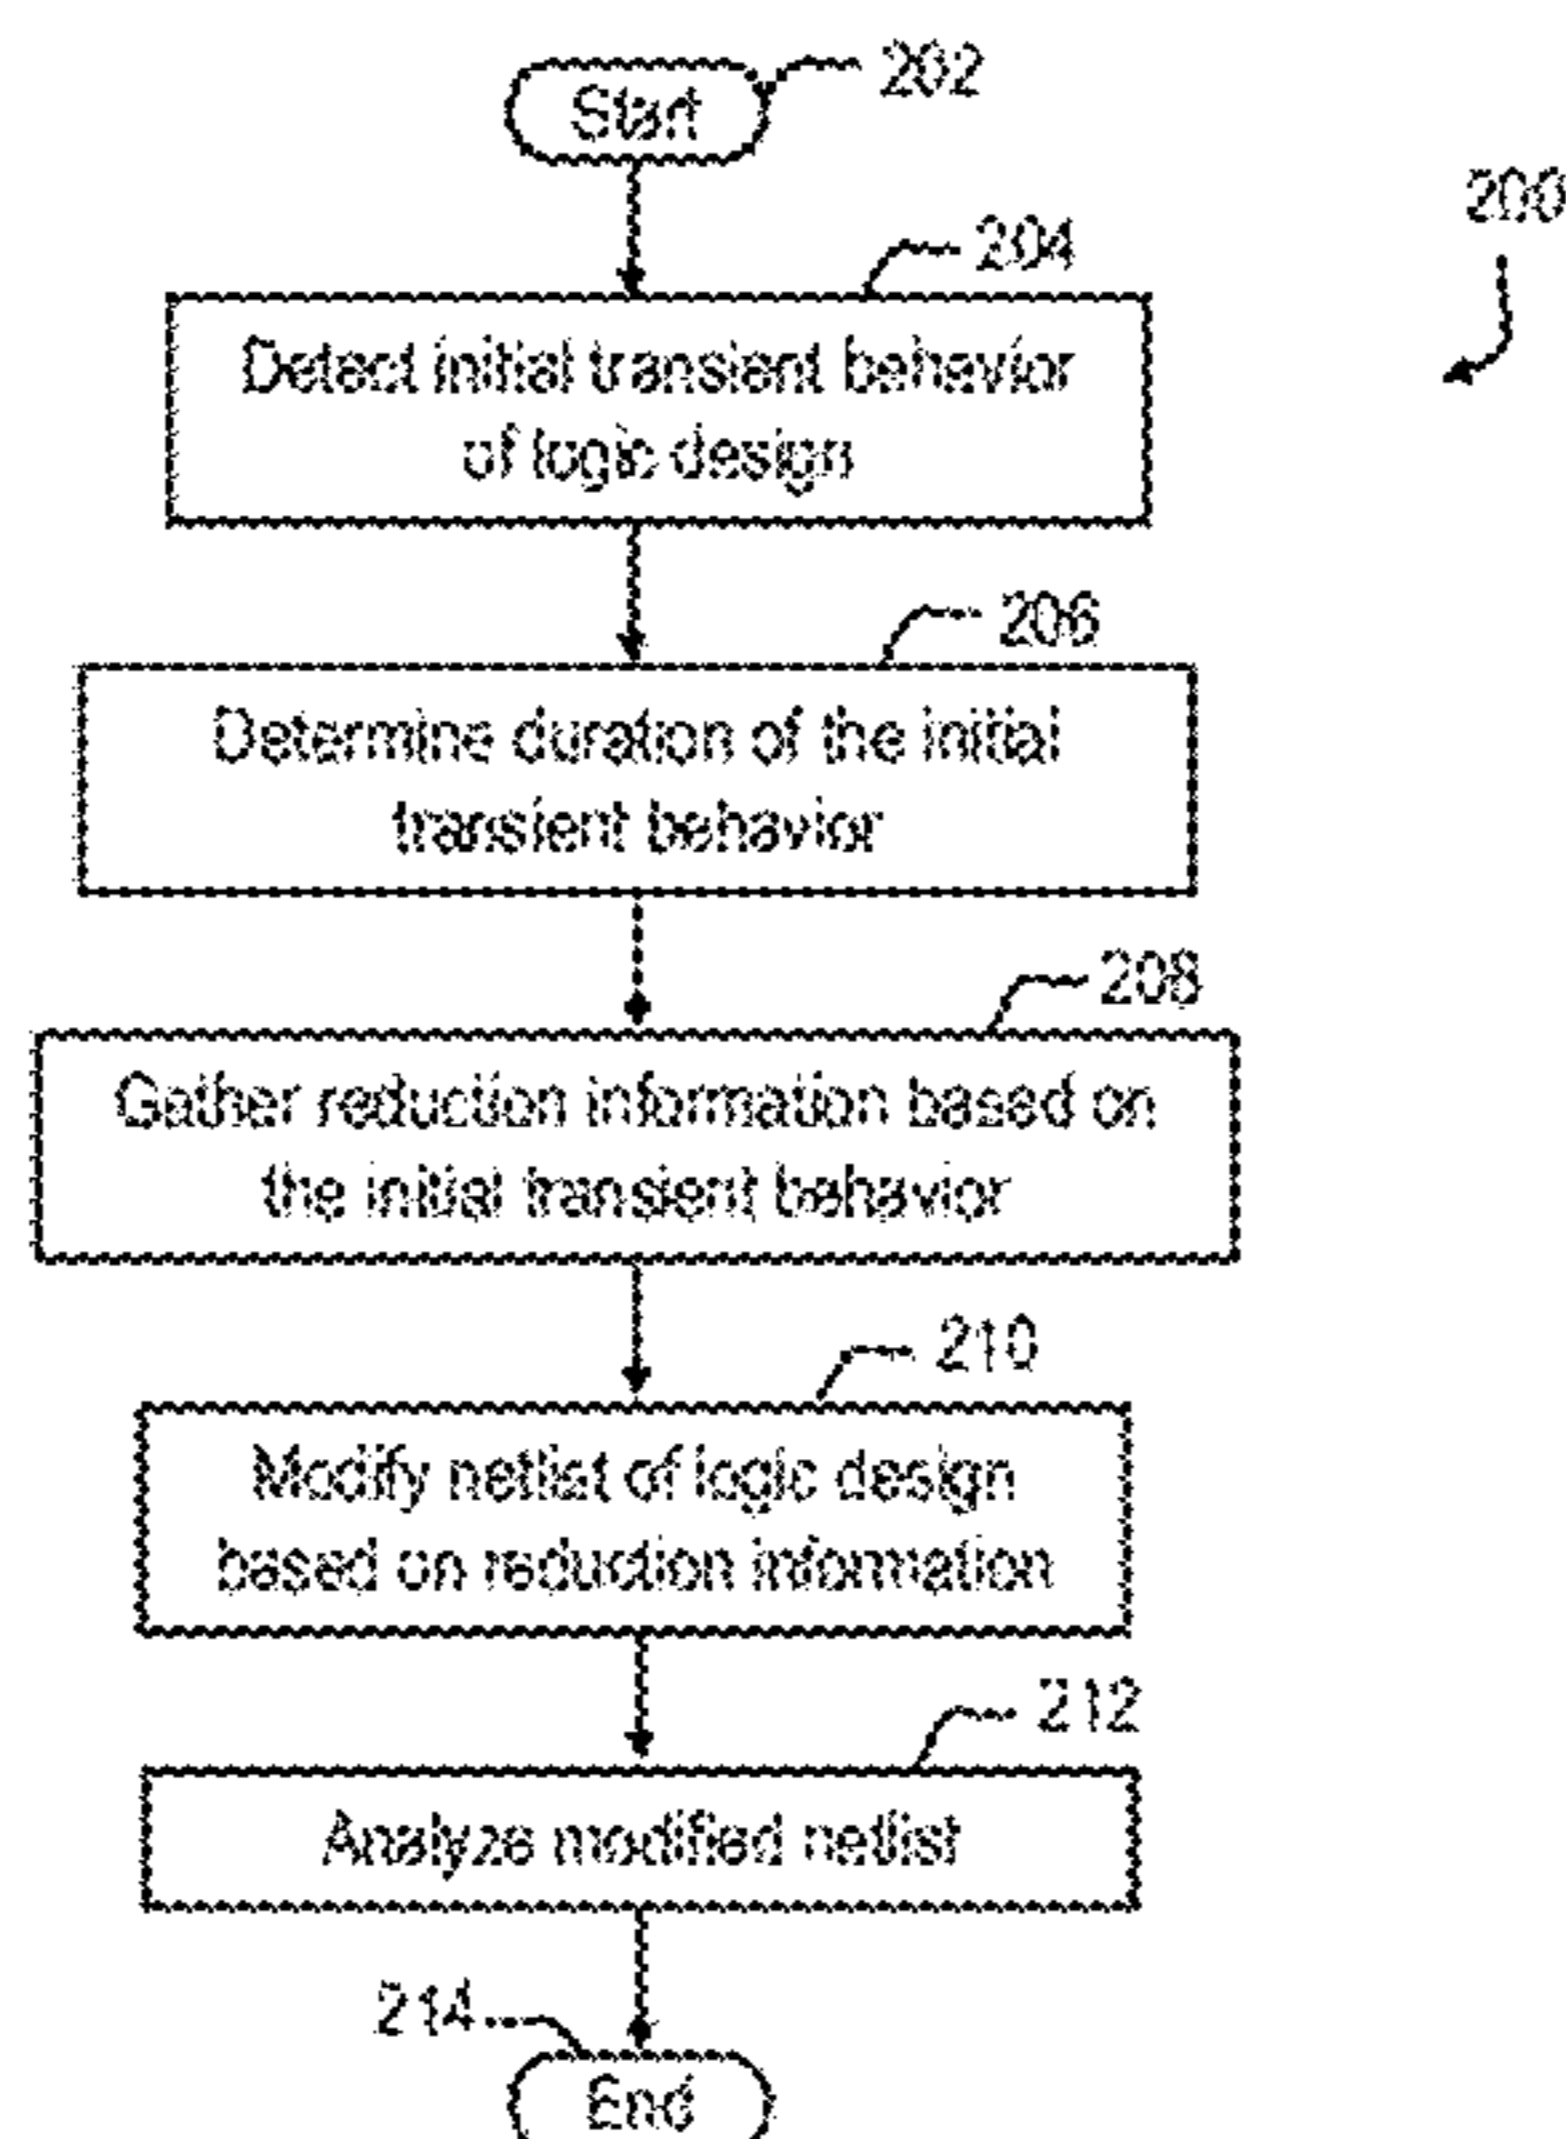 Start
202
200
204
Detect initial transient behavior
of logic design
206
Determine duration of the initial
transient behavior
208
Gather reduction information based on
the initial transient behavior
210
Modify netlist of logic design
based on reduction information
212
Analyze modified netlist
214
End